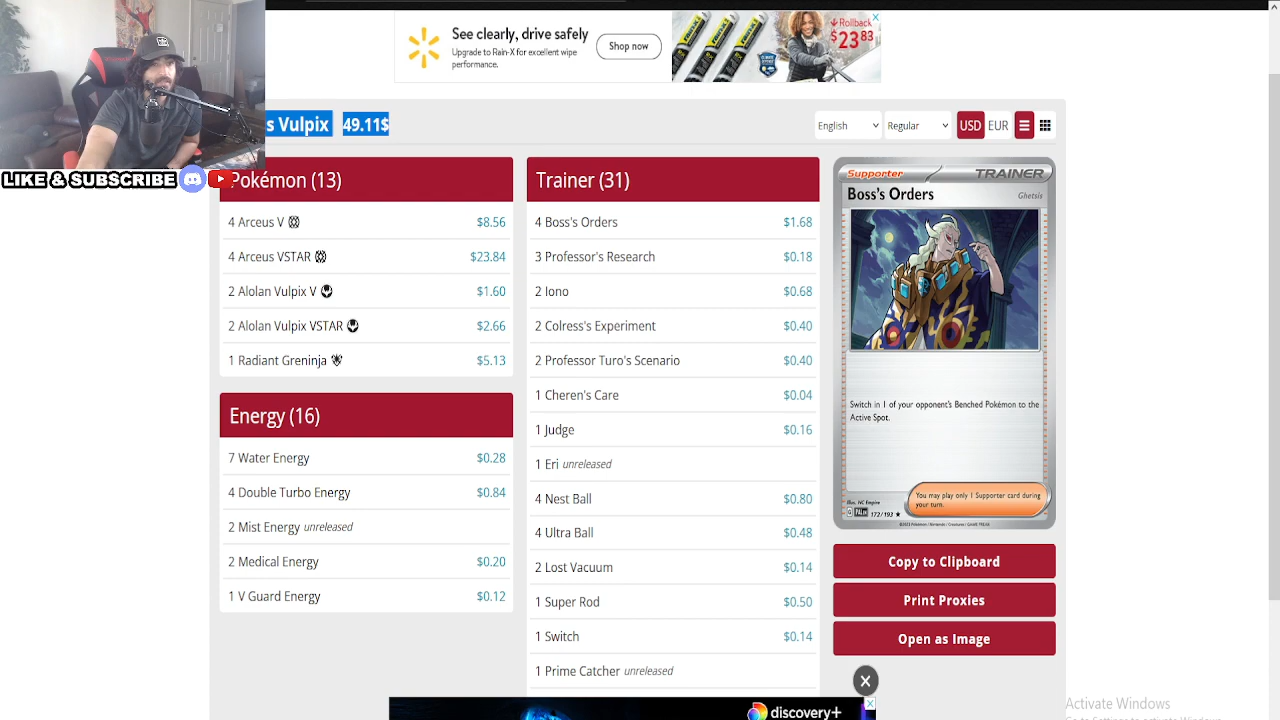 See clearly, drive safely
Upgrade to Rain-X for excellent wipe
performance.
Shop now
Rollback
$23.83
s Vulpix 49.11$
English
Regular
USD EUR
LIKE & SUBSCRIBE
Pokémon (13)
4 Arceus V $8.56
4 Arceus VSTAR $23.84
2 Alolan Vulpix V $1.60
2 Alolan Vulpix VSTAR $2.66
1 Radiant Greninja $5.13
Energy (16)
7 Water Energy $0.28
4 Double Turbo Energy $0.84
2 Mist Energy unreleased
2 Medical Energy $0.20
1 V Guard Energy $0.12
Trainer (31)
4 Boss's Orders $1.68
3 Professor's Research $0.18
2 Iono $0.68
2 Colress's Experiment $0.40
2 Professor Turo's Scenario $0.40
1 Cheren's Care $0.04
1 Judge $0.16
1 Eri unreleased
4 Nest Ball $0.80
4 Ultra Ball $0.48
2 Lost Vacuum $0.14
1 Super Rod $0.50
1 Switch $0.14
1 Prime Catcher unreleased
Supporter TRAINER
Boss's Orders Ghetsis
Switch in 1 of your opponent's Benched Pokémon to the
Active Spot.
You may play only 1 Supporter card during
your turn.
172/193
Copy to Clipboard
Print Proxies
Open as Image
discovery+
Activate Windows